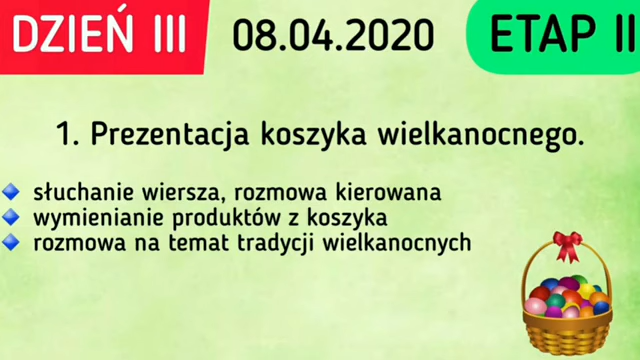 DZIEŃ III
08.04.2020
ETAP II
1. Prezentacja koszyka wielkanocnego.
słuchanie wiersza, rozmowa kierowana
wymienianie produktów z koszyka
rozmowa na temat tradycji wielkanocnych